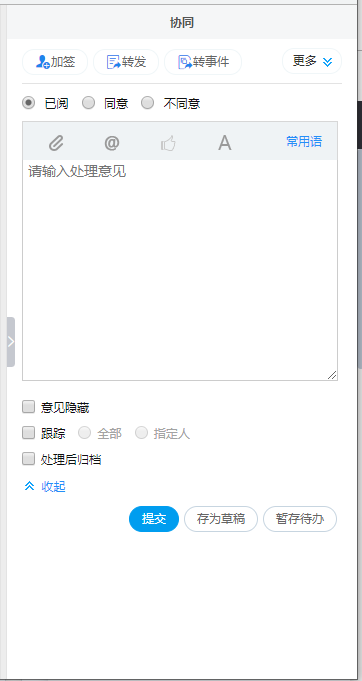 协同
加签 转发 转事件 更多
已阅 同意 不同意
@ A 常用语
请输入处理意见
意见隐藏
跟踪 全部 指定人
处理后归档
收起
提交 存为草稿 暂存待办